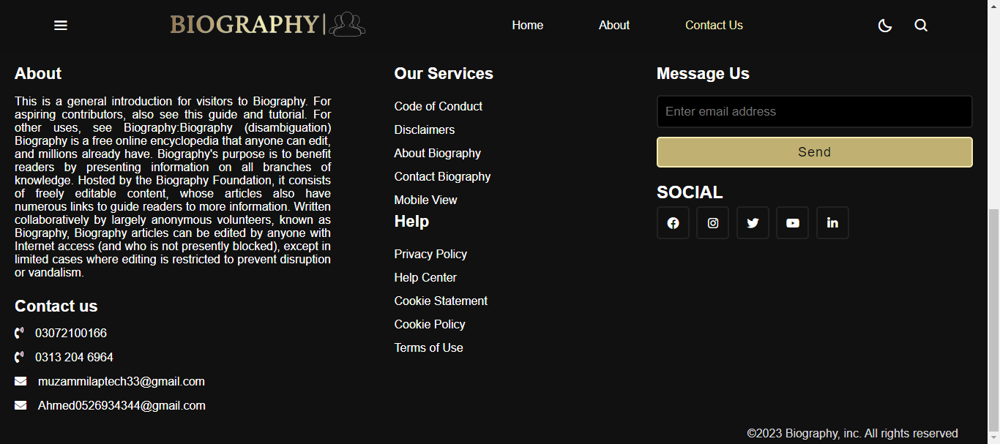 BIOGRAPHY
Home
About
Contact Us
About
This is a general introduction for visitors to Biography. For
aspiring contributors, also see this guide and tutorial. For
other uses, see Biography:Biography (disambiguation)
Biography is a free online encyclopedia that anyone can edit,
and millions already have. Biography's purpose is to benefit
readers by presenting information on all branches of
knowledge. Hosted by the Biography Foundation, it consists
of freely editable content, whose articles also have
numerous links to guide readers to more information. Written
collaboratively by largely anonymous volunteers, known as
Biography, Biography articles can be edited by anyone with
Internet access (and who is not presently blocked), except in
limited cases where editing is restricted to prevent disruption
or vandalism.
Contact us
03072100166
0313 204 6964
muzammilaptech33@gmail.com
Ahmed0526934344@gmail.com
Our Services
Code of Conduct
Disclaimers
About Biography
Contact Biography
Mobile View
Help
Privacy Policy
Help Center
Cookie Statement
Cookie Policy
Terms of Use
Message Us
Enter email address
Send
SOCIAL
©2023 Biography, inc. All rights reserved